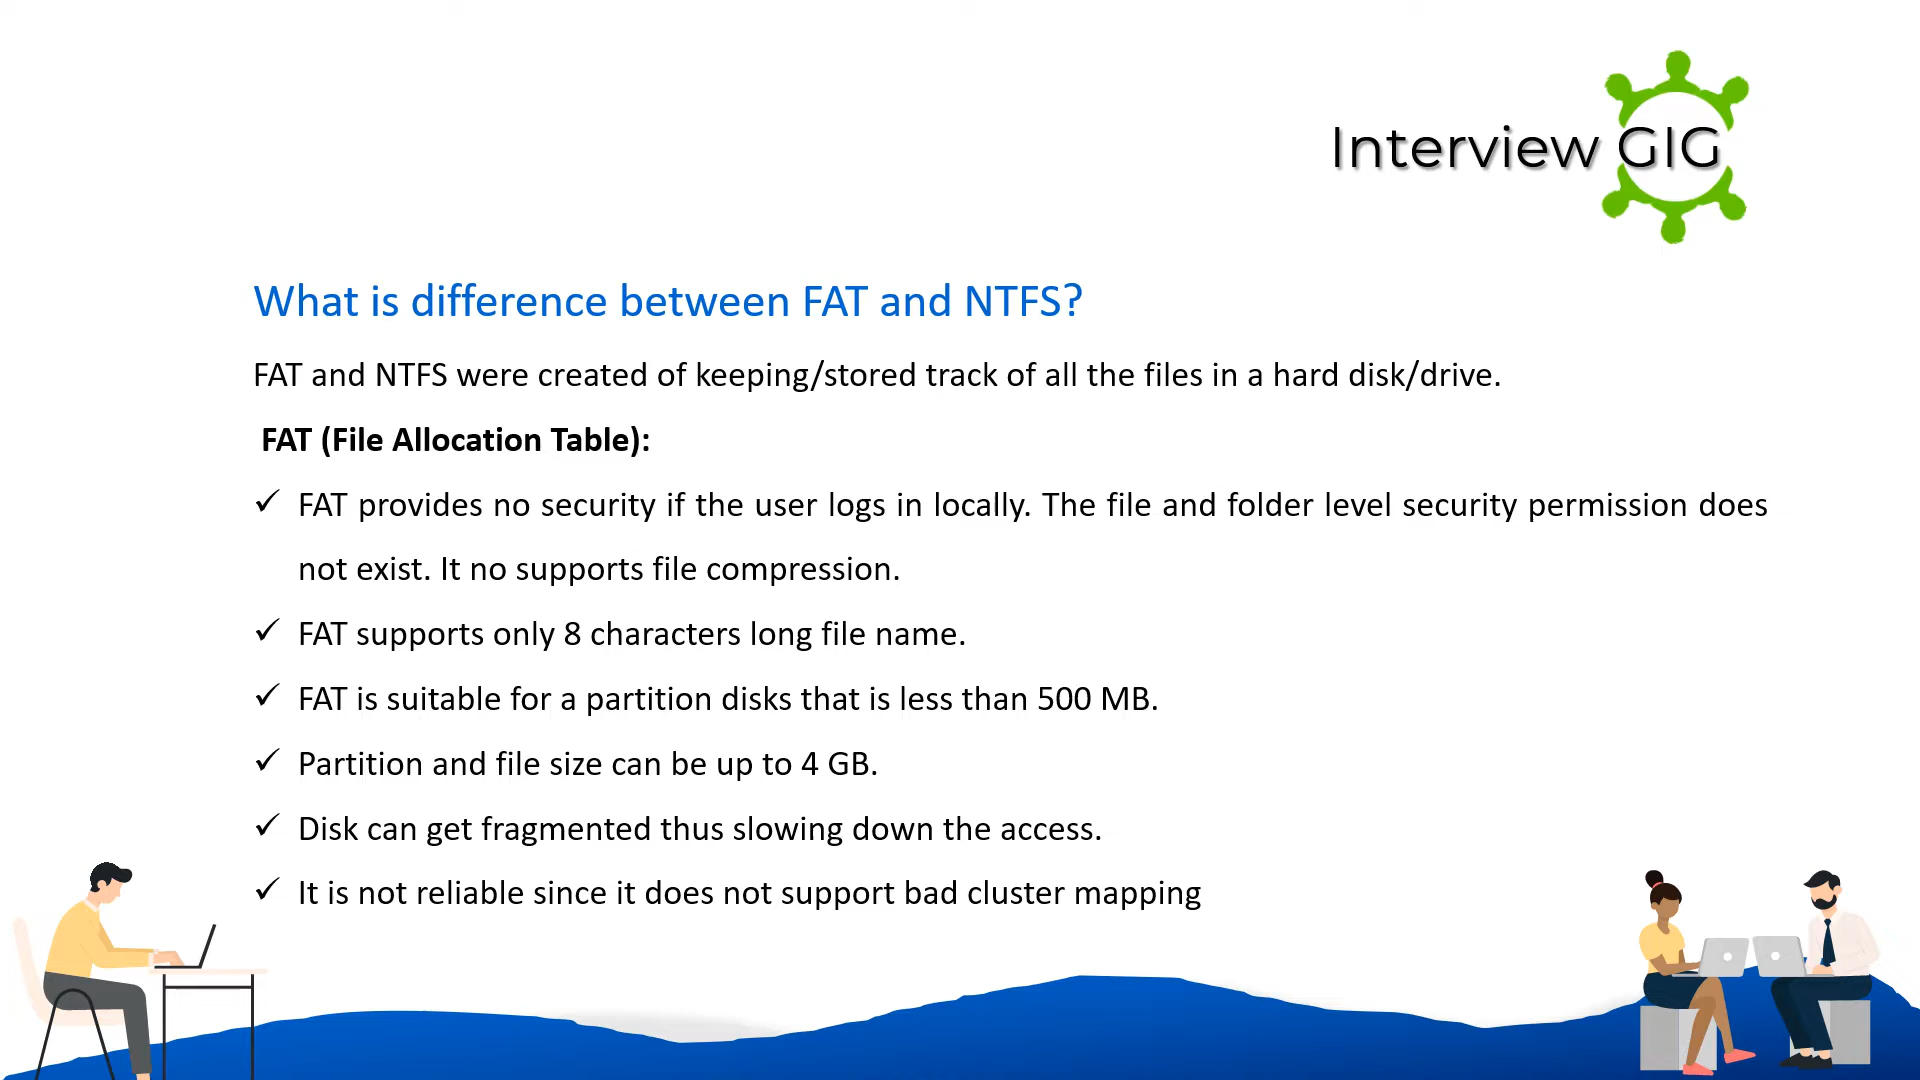 Interview GIG
What is difference between FAT and NTFS?
FAT and NTFS were created of keeping/stored track of all the files in a hard disk/drive.
FAT (File Allocation Table):
✓ FAT provides no security if the user logs in locally. The file and folder level security permission does
not exist. It no supports file compression.
✓ FAT supports only 8 characters long file name.
✓ FAT is suitable for a partition disks that is less than 500 MB.
✓ Partition and file size can be up to 4 GB.
✓ Disk can get fragmented thus slowing down the access.
✓ It is not reliable since it does not support bad cluster mapping